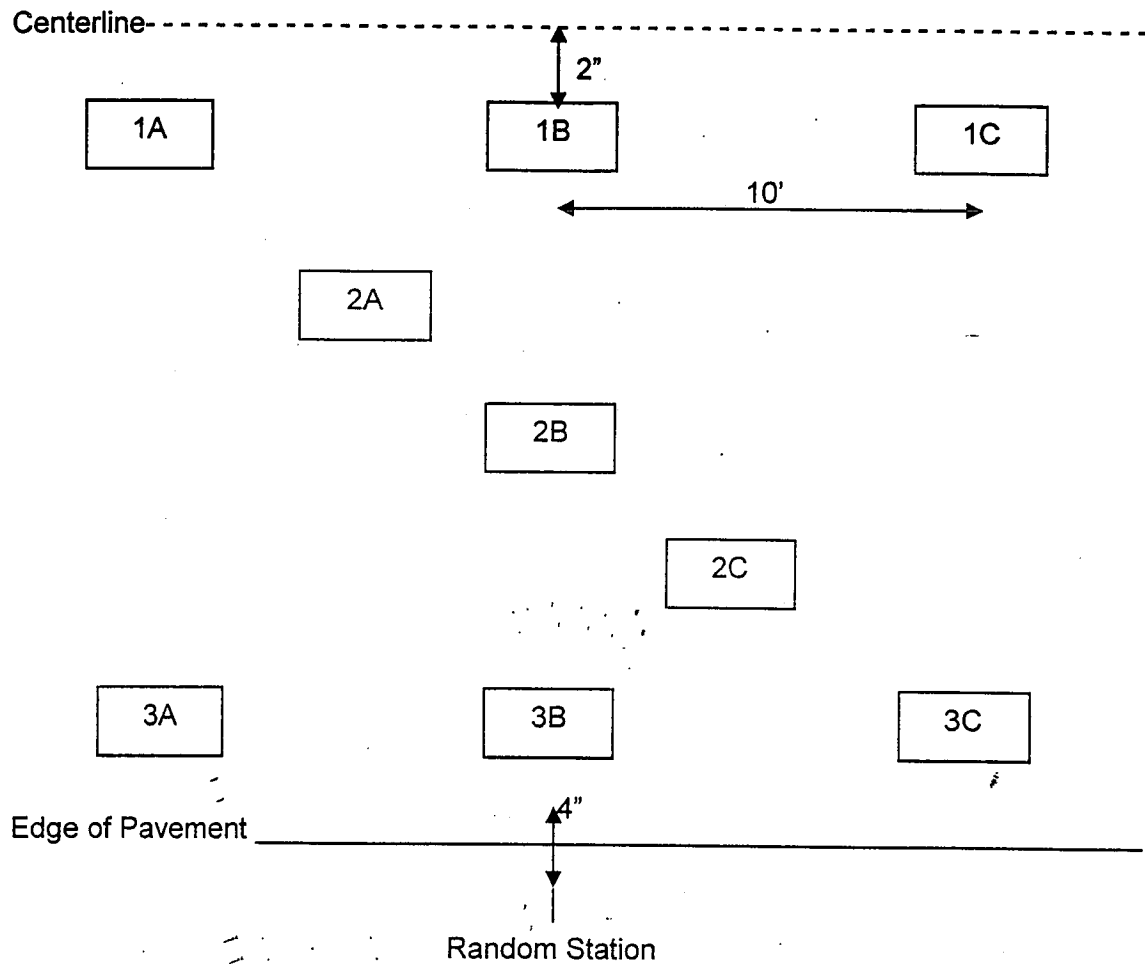 Centerline
2"
1A 1B 1C
10'
2A
2B
2C
3A 3B 3C
4"
Edge of Pavement
Random Station